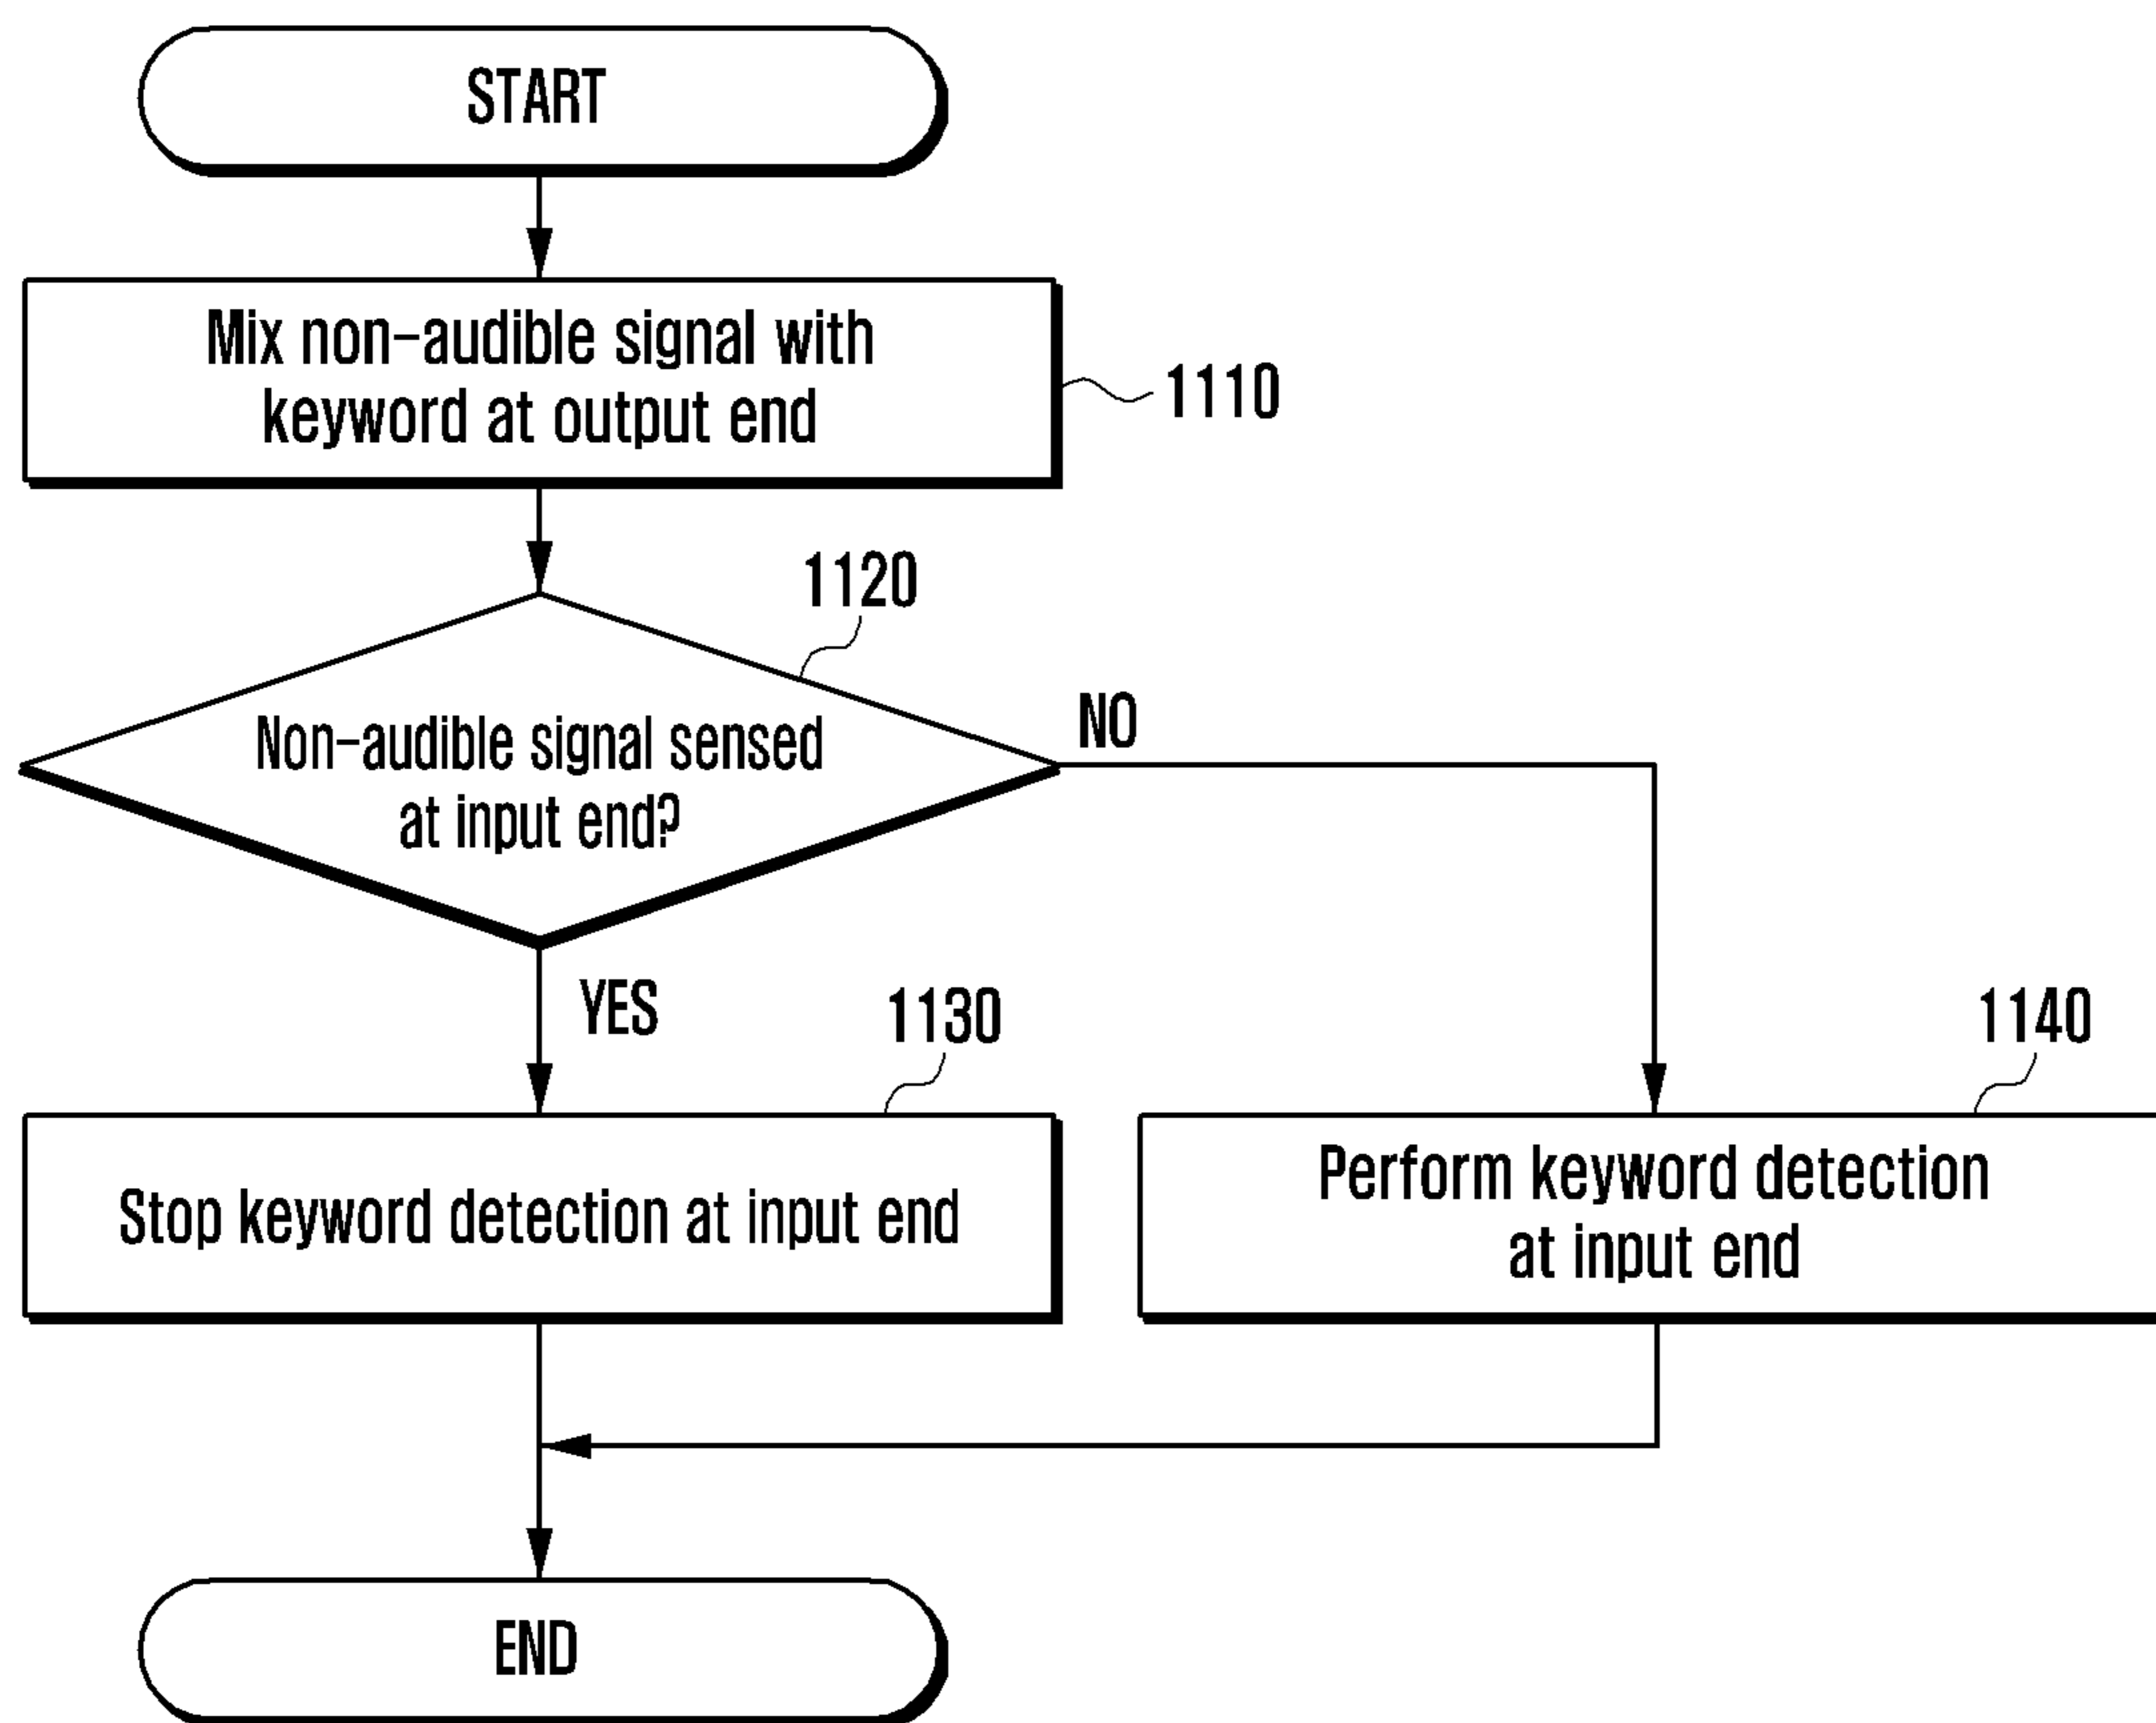 START
Mix non-audible signal with
keyword at output end
1110
1120
Non-audible signal sensed
at input end?
NO
YES
1130
1140
Stop keyword detection at input end
Perform keyword detection
at input end
END